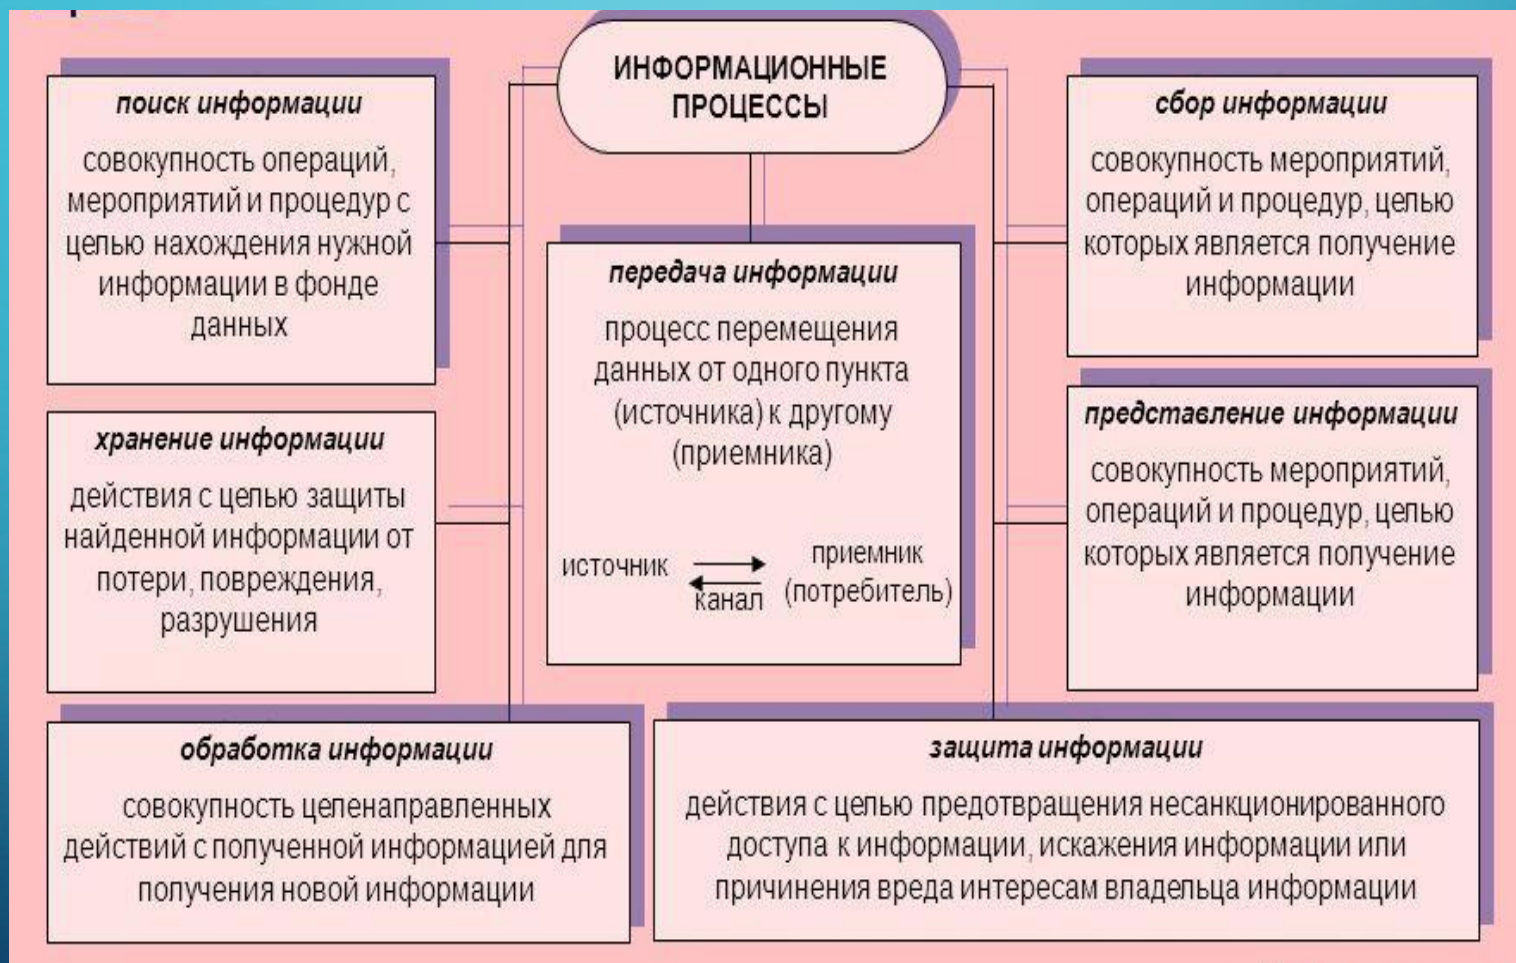 ИНФОРМАЦИОННЫЕ
ПРОЦЕССЫ
поиск информации
совокупность операций,
мероприятий и процедур с
целью нахождения нужной
информации в фонде
данных
хранение информации
действия с целью защиты
найденной информации от
потери, повреждения,
разрушения
передача информации
процесс перемещения
данных от одного пункта
(источника) к другому
(приемника)
источник
канал
приемник
(потребитель)
сбор информации
совокупность мероприятий,
операций и процедур, целью
которых является получение
информации
представление информации
совокупность мероприятий,
операций и процедур, целью
которых является получение
информации
обработка информации
совокупность целенаправленных
действий с полученной информацией для
получения новой информации
защита информации
действия с целью предотвращения несанкционированного
доступа к информации, искажения информации или
причинения вреда интересам владельца информации